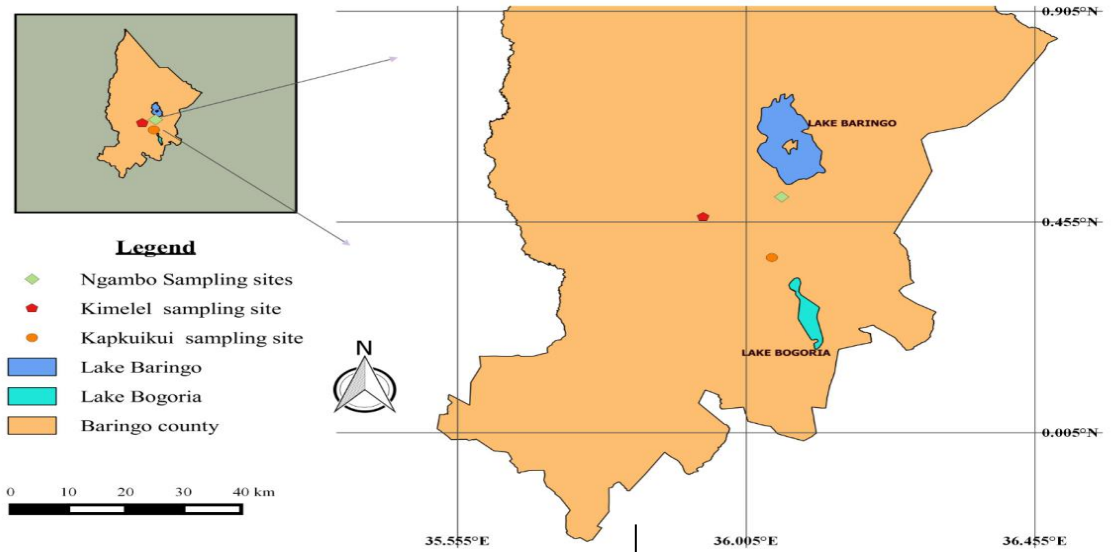 Legend
Ngambo Sampling sites
Kimelel sampling site
Kapkuikui sampling site
Lake Baringo
Lake Bogoria
Baringo county
0 10 20 30 40 km
N
LAKE BARINGO
LAKE BOGORIA
0.905°N
0.455°N
0.005°N
35.555°E 36.005°E 36.455°E